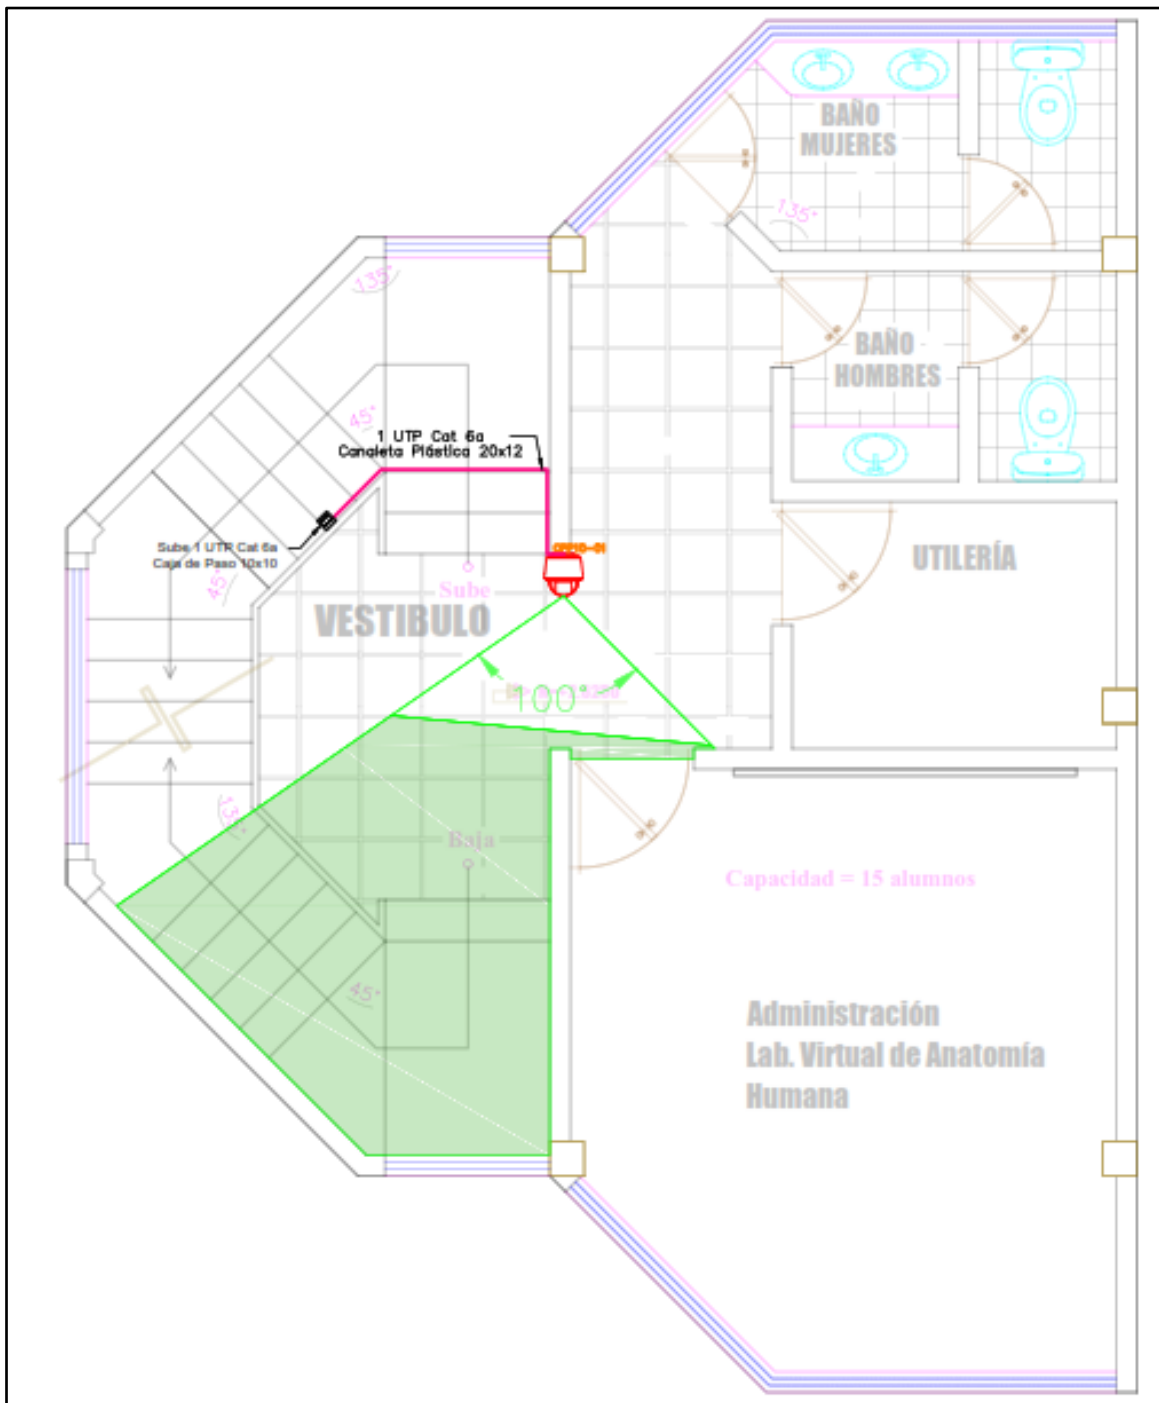 BAÑO
MUJERES
135°
135°
BAÑO
HOMBRES
45°
1 UTP Cat 6a
Canaleta Plástica 20x12
Sube 1 UTP Cat 6a
Caja de Paso 10x10
UTILERÍA
45°
Sube
VESTIBULO
100°
135°
Baja
Capacidad = 15 alumnos
45°
Administración
Lab. Virtual de Anatomía
Humana